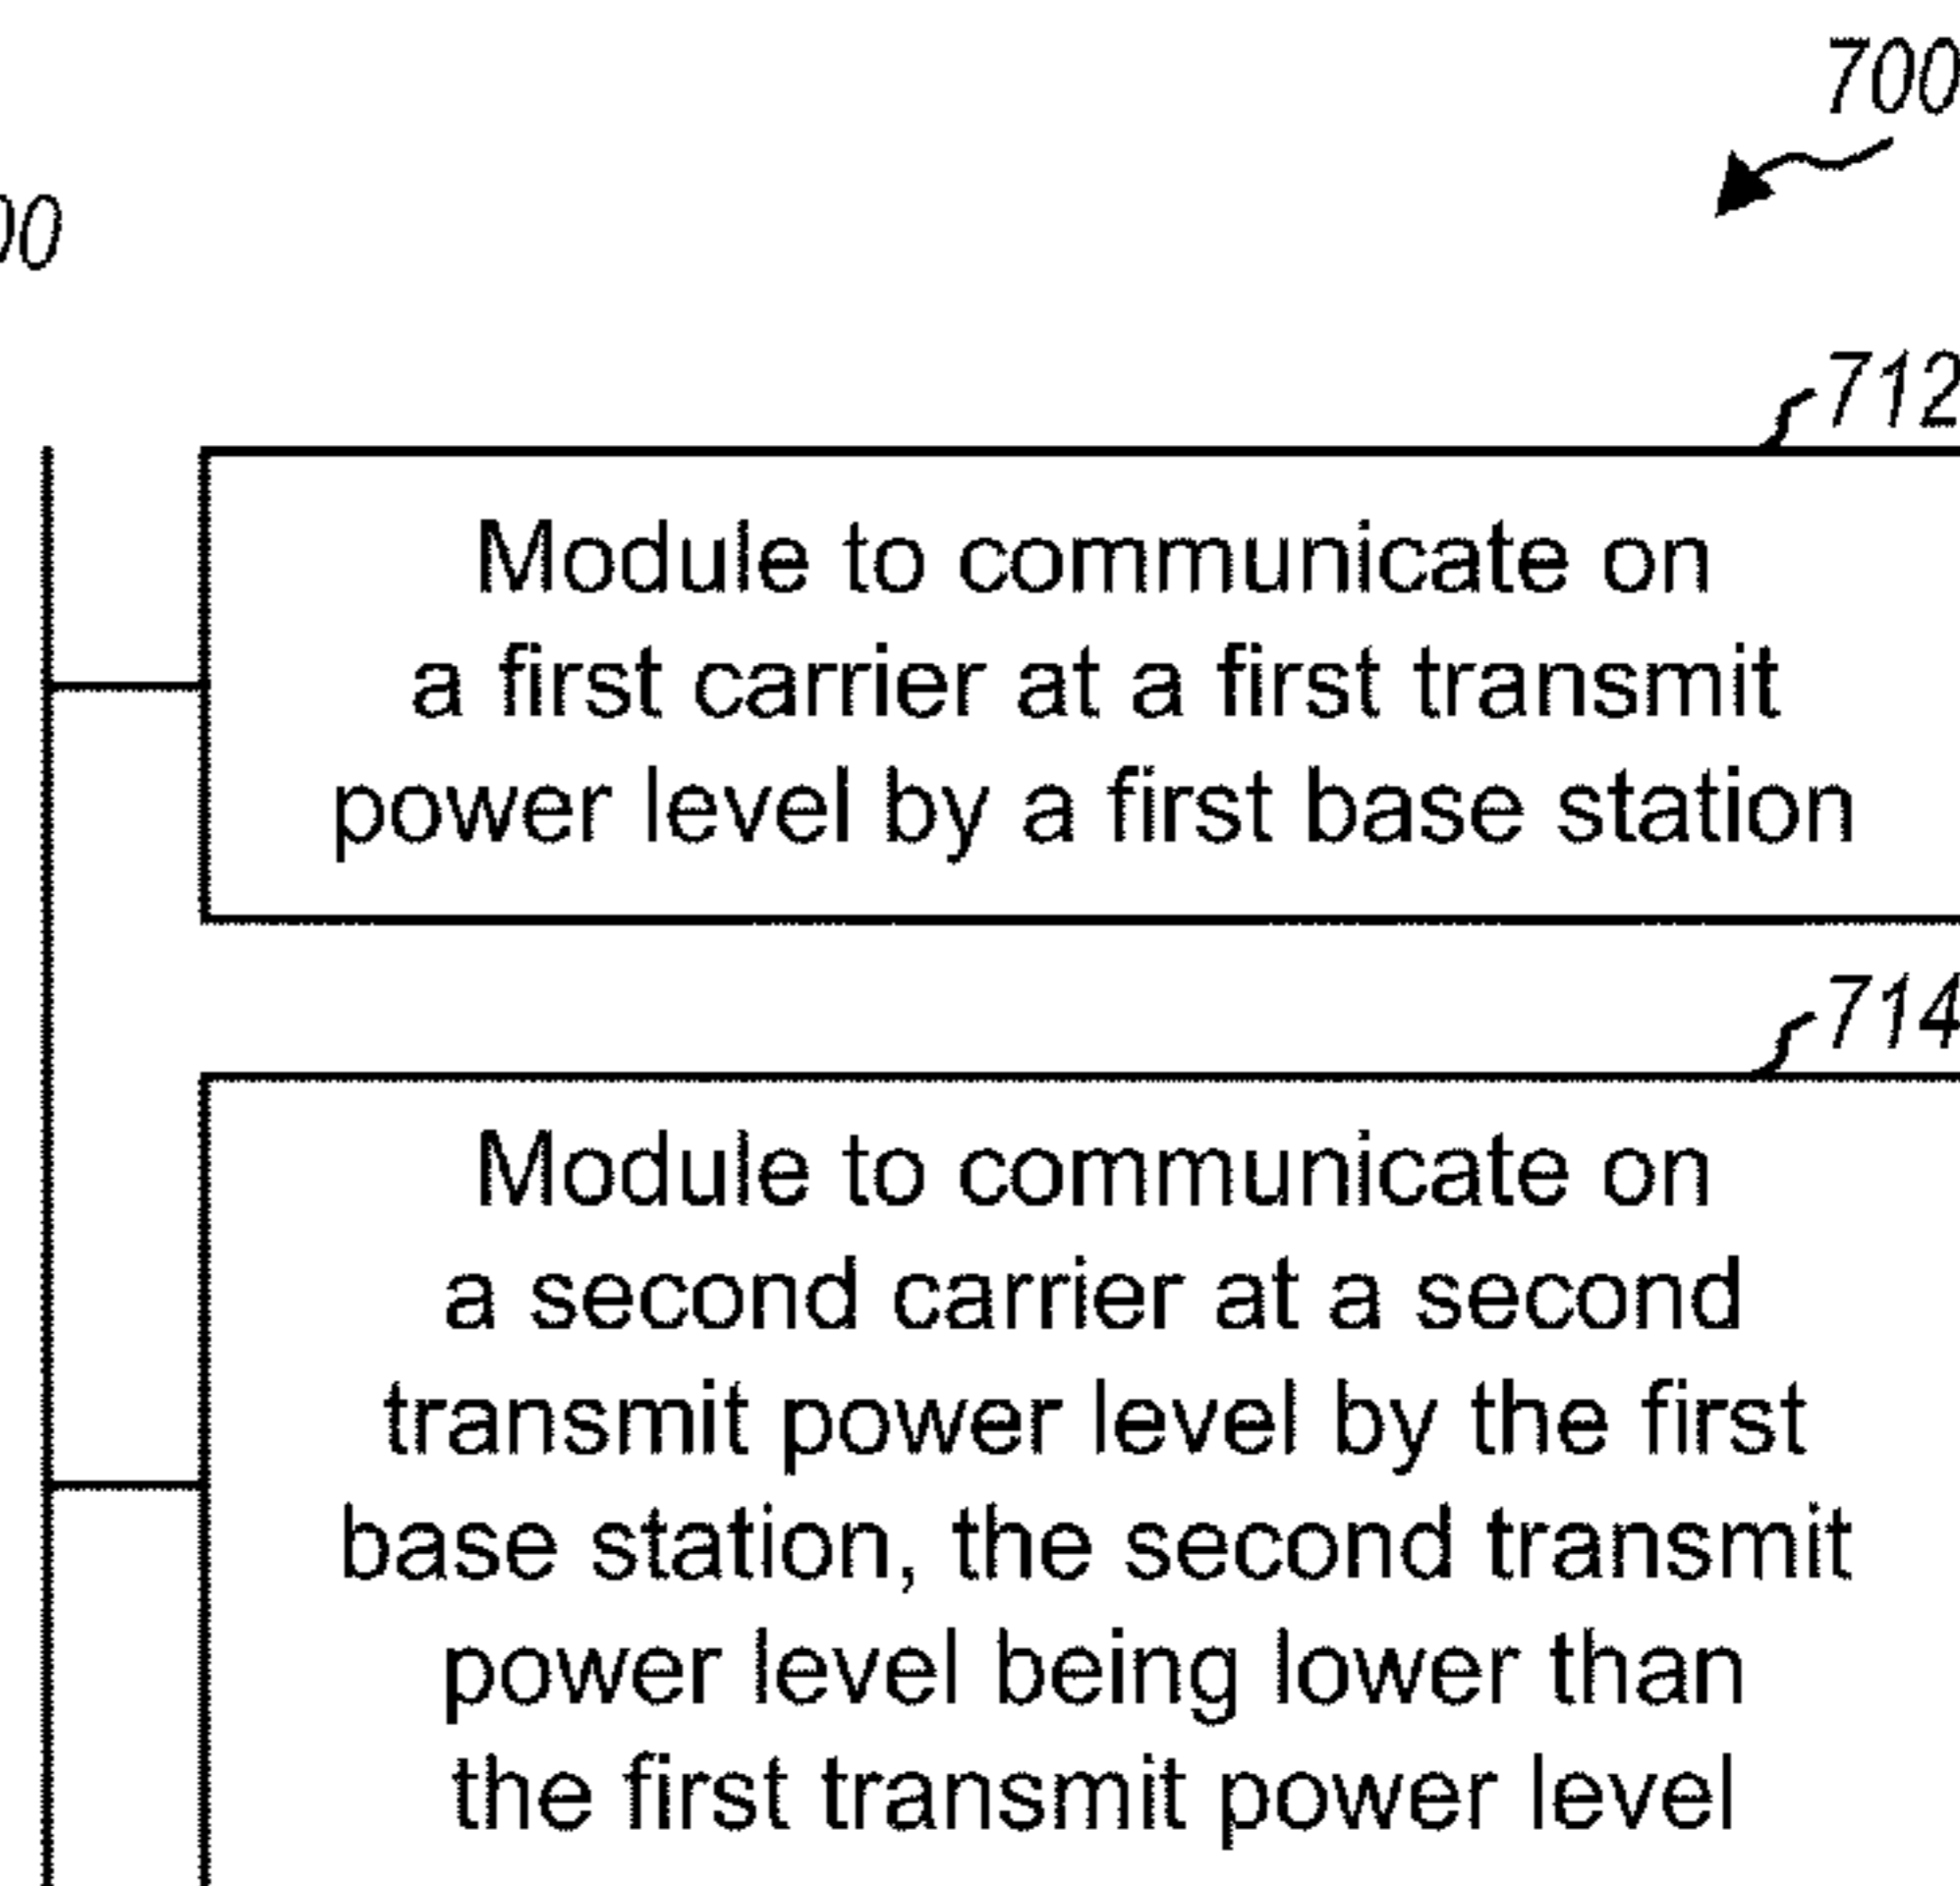 700
00
712
Module to communicate on
a first carrier at a first transmit
power level by a first base station
714
Module to communicate on
a second carrier at a second
transmit power level by the first
base station, the second transmit
power level being lower than
the first transmit power level